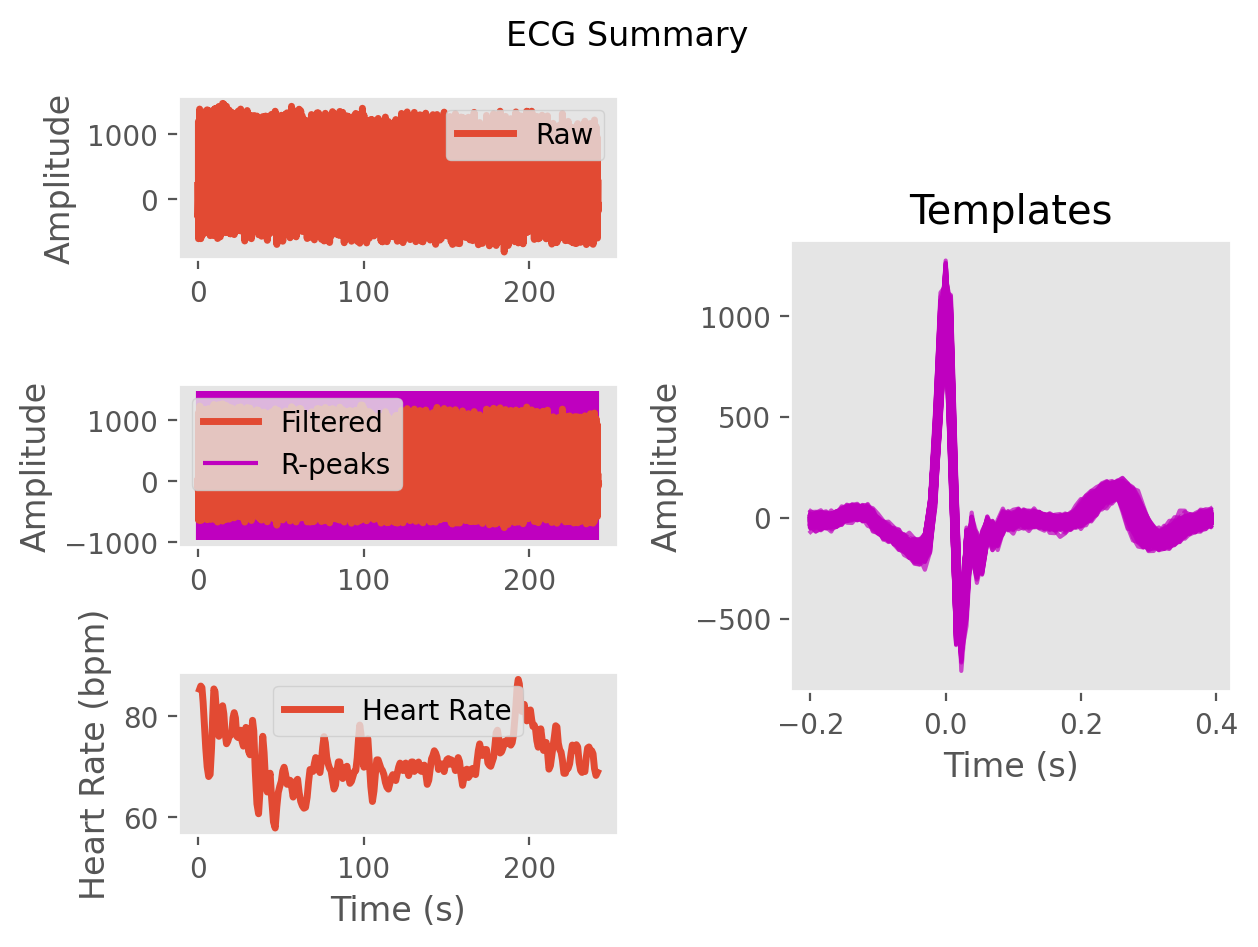 ECG Summary
Amplitude
1000
0
Raw
0 100 200
Amplitude
1000
0
−1000
Filtered
R-peaks
0 100 200
Heart Rate (bpm)
80
60
Heart Rate
0 100 200
Time (s)
Templates
Amplitude
1000
500
0
−500
−0.2 0.0 0.2 0.4
Time (s)